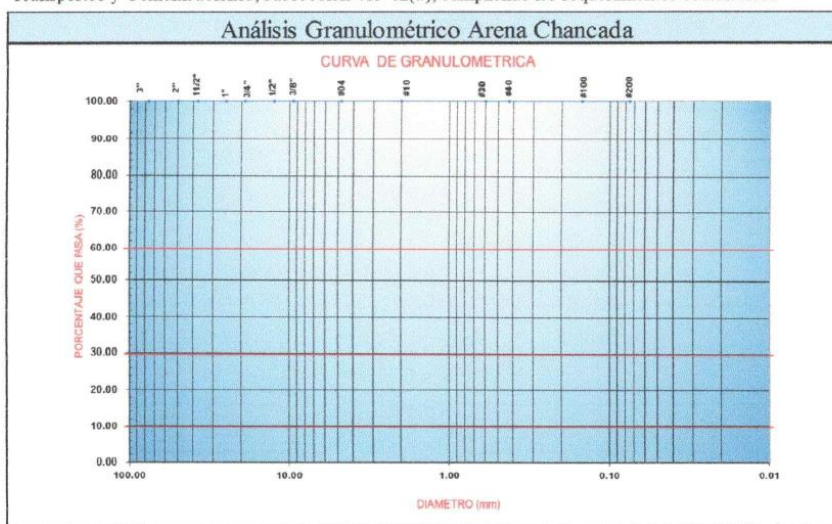 Análisis Granulométrico Arena Chancada
CURVA DE GRANULOMETRICA
3" 2" 11/2" 1" 3/4" 1/2" 3/8" #04 #10 #30 #40 #100 #200
PORCENTAJE QUE PASA (%)
100.00
90.00
80.00
70.00
60.00
50.00
40.00
30.00
20.00
10.00
0.00
100.00 10.00 1.00 0.10 0.01
DIAMETRO (mm)